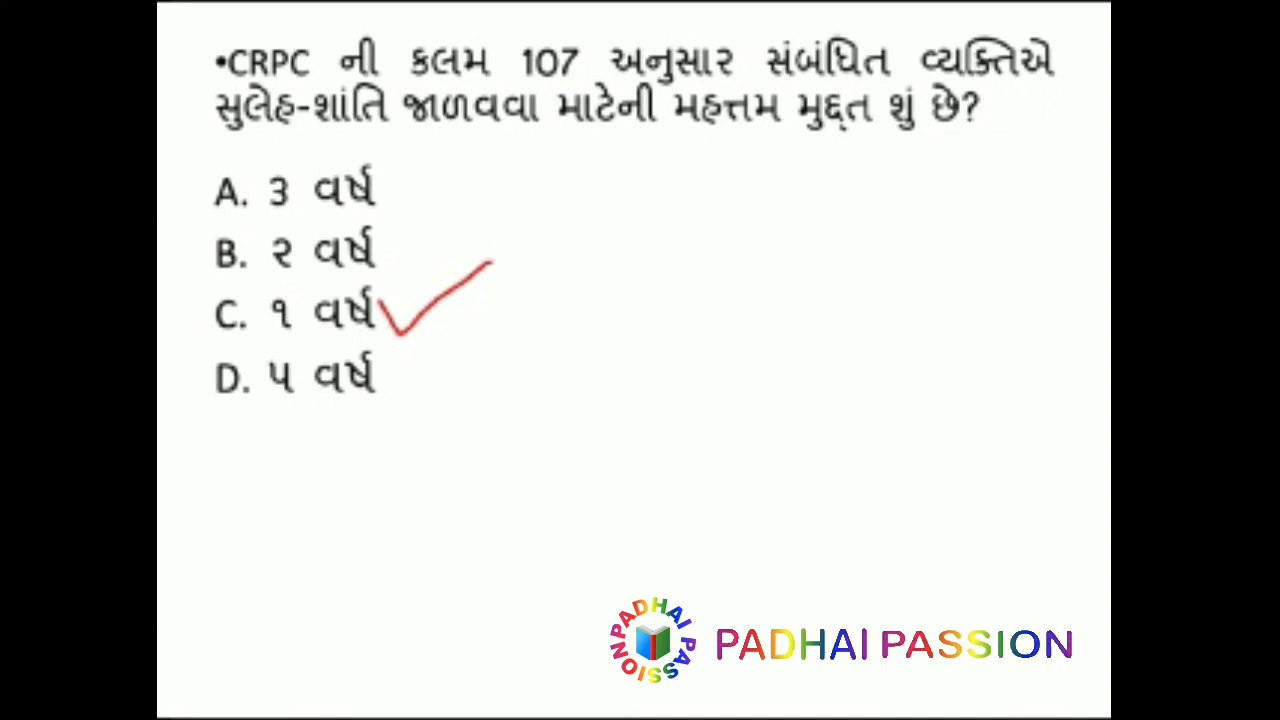 •CRPC ની કલમ 107 અનુસાર સંબંધિત વ્યક્તિએ
સુલેહ-શાંતિ જાળવવા માટેની મહત્તમ મુદ્દત શું છે?
A. ૩ વર્ષ
B. ૨ વર્ષ
C. ૧ વર્ષ
D. ૫ વર્ષ
PADHAI PASSION
PADHAI PASSION